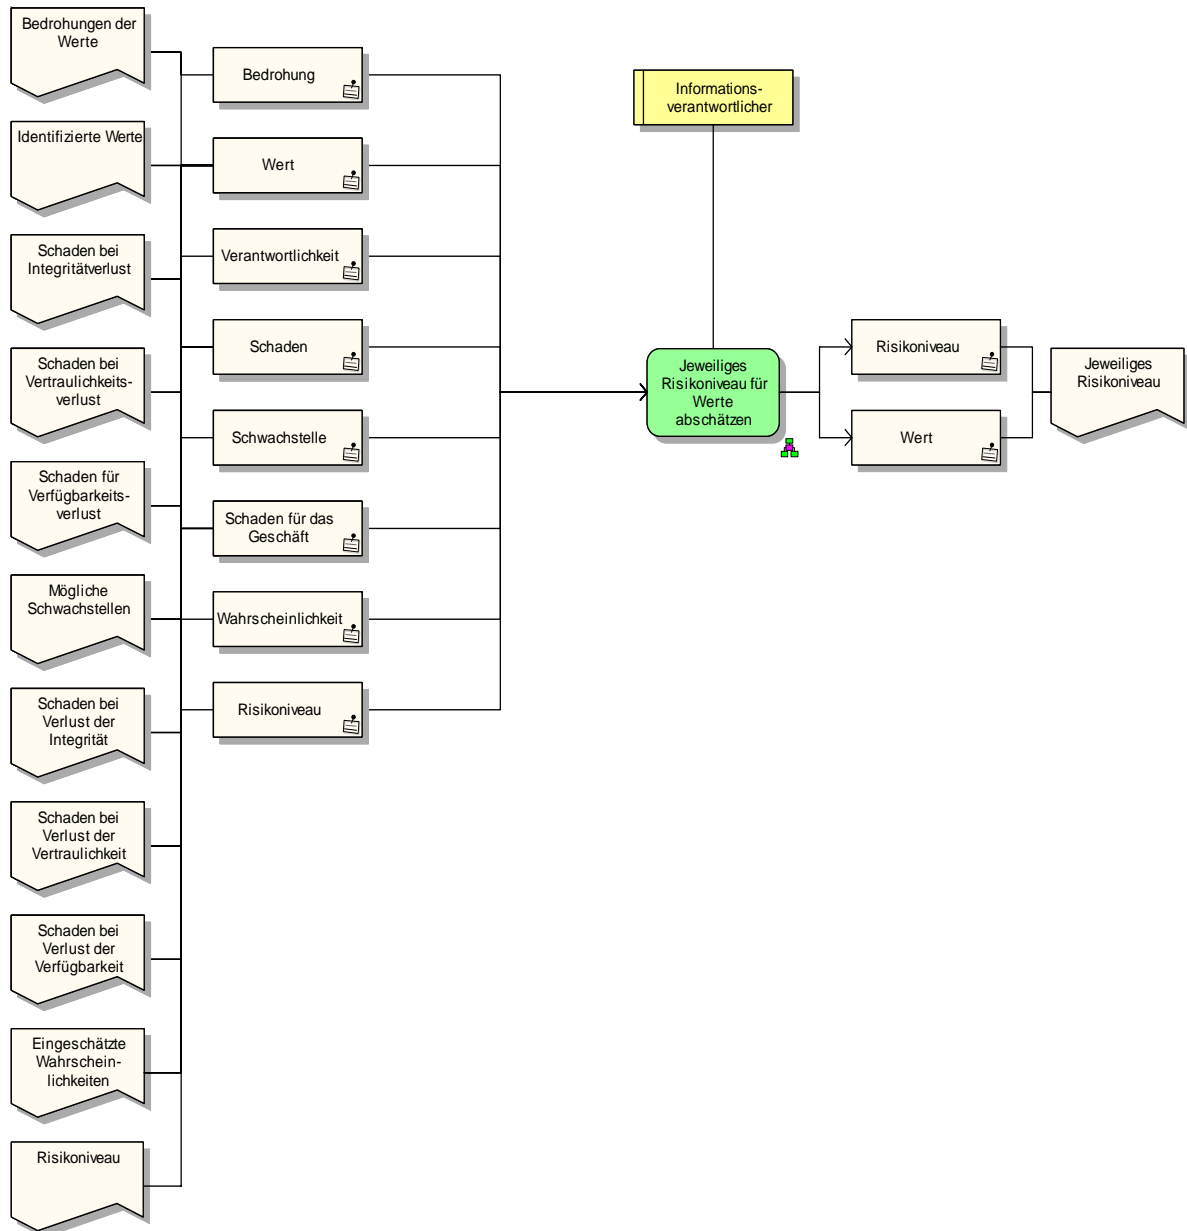 Bedrohungen der
Werte
Identifizierte Werte
Schaden bei
Integritätverlust
Schaden bei
Vertraulichkeits-
verlust
Schaden für
Verfügbarkeits-
verlust
Mögliche
Schwachstellen
Schaden bei
Verlust der
Integrität
Schaden bei
Verlust der
Vertraulichkeit
Schaden bei
Verlust der
Verfügbarkeit
Eingeschätzte
Wahrschein-
lichkeiten
Risikoniveau
Bedrohung
Wert
Verantwortlichkeit
Schaden
Schwachstelle
Schaden für das
Geschäft
Wahrscheinlichkeit
Risikoniveau
Informations-
verantwortlicher
Jeweiliges
Risikoniveau für
Werte
abschätzen
Risikoniveau
Wert
Jeweiliges
Risikoniveau